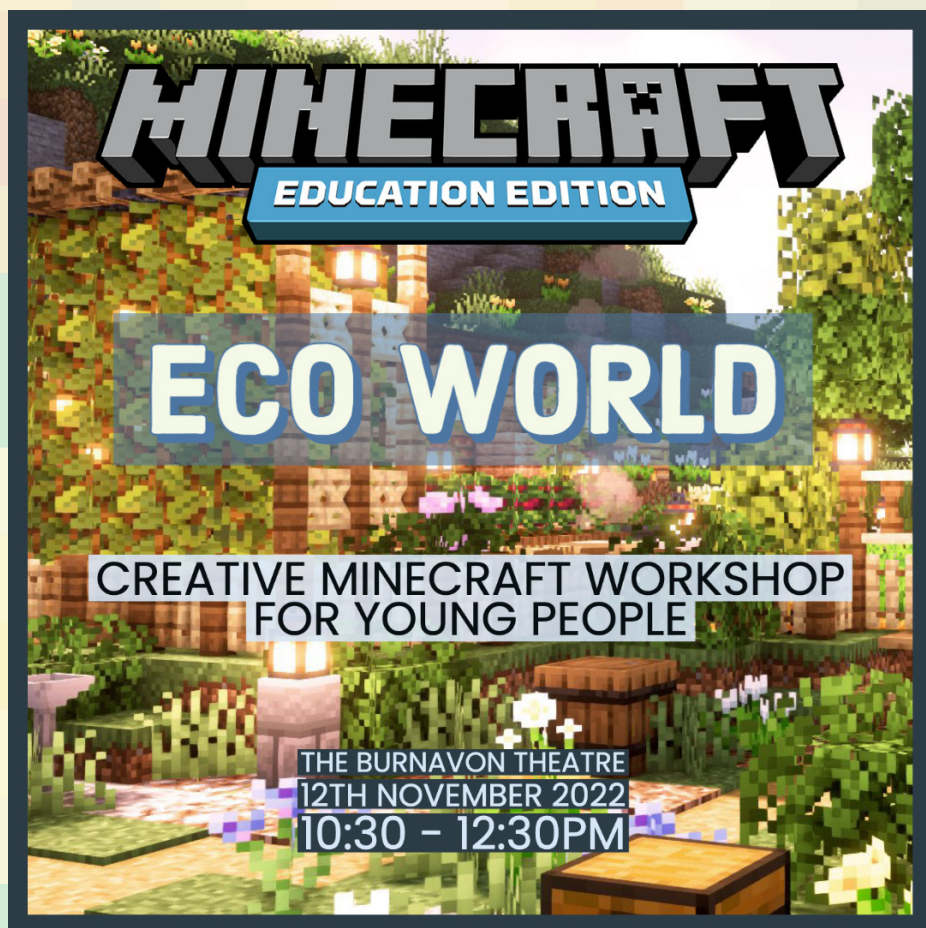 MINECRAFT
EDUCATION EDITION
ECO WORLD
CREATIVE MINECRAFT WORKSHOP
FOR YOUNG PEOPLE
THE BURNAVON THEATRE
12TH NOVEMBER 2022
10:30 - 12:30PM